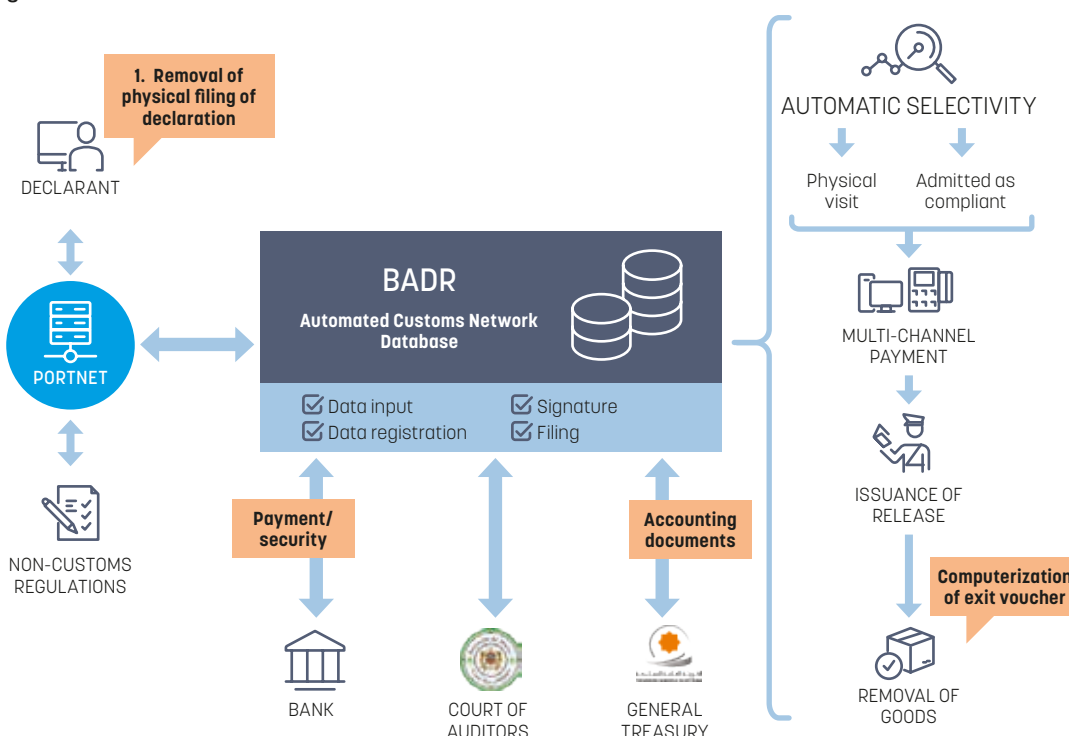 1. Removal of
physical filing of
declaration
DECLARANT
PORTNET
NON-CUSTOMS
REGULATIONS
BADR
Automated Customs Network
Database
Data input
Data registration
Signature
Filing
Payment/
security
Accounting
documents
BANK
COURT OF
AUDITORS
GENERAL
TREASURY
AUTOMATIC SELECTIVITY
Physical
visit
Admitted as
compliant
MULTI-CHANNEL
PAYMENT
ISSUANCE OF
RELEASE
Computerization
of exit voucher
REMOVAL OF
GOODS